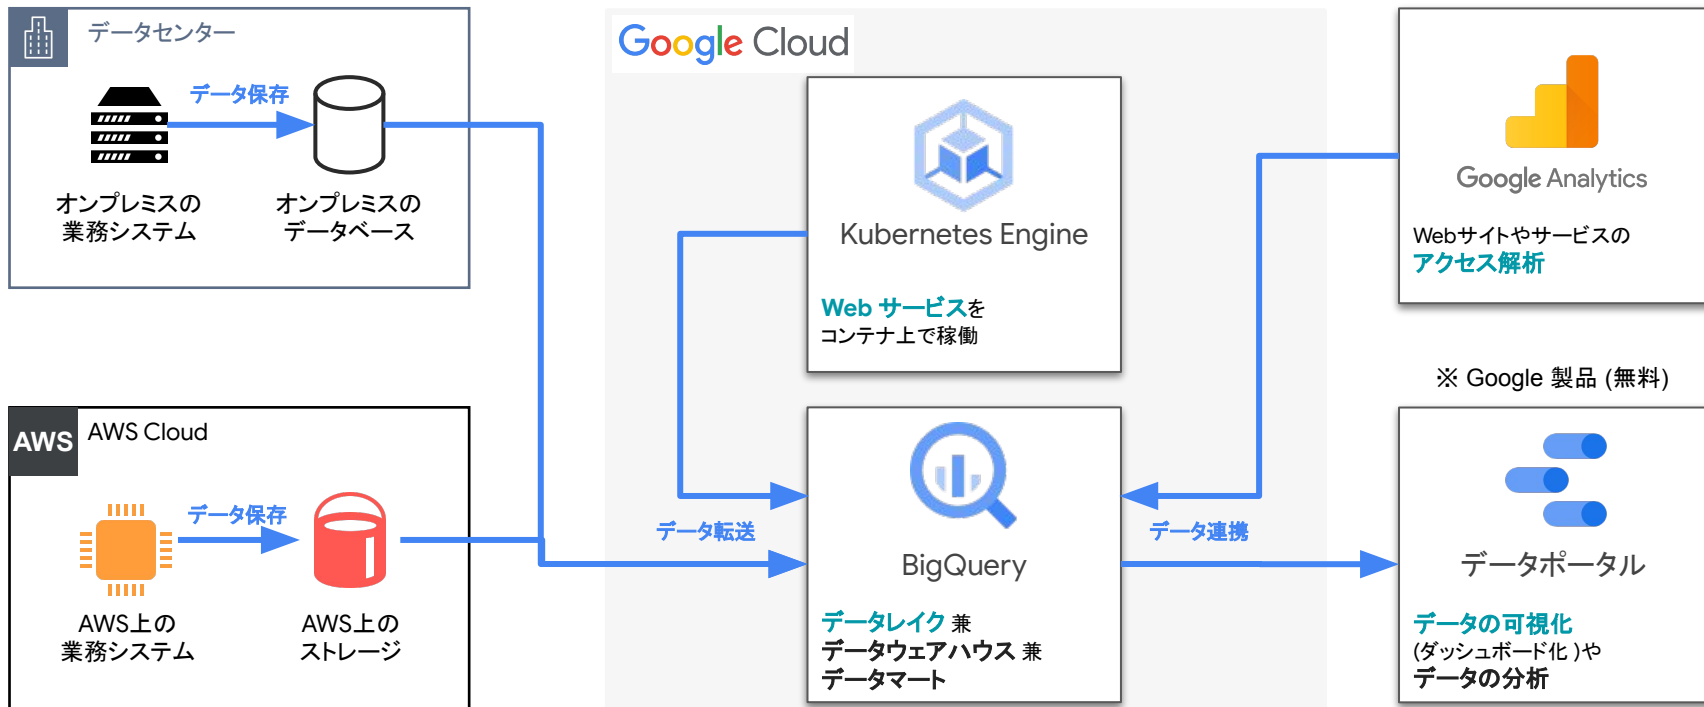 データセンター
データ保存
オンプレミスの
業務システム
オンプレミスの
データベース
AWS
AWS Cloud
データ保存
AWS上の
業務システム
AWS上の
ストレージ
Google Cloud
Kubernetes Engine
Web サービスを
コンテナ上で稼働
データ転送
BigQuery
データレイク 兼
データウェアハウス 兼
データマート
データ連携
Google Analytics
Webサイトやサービスの
アクセス解析
※ Google 製品 (無料)
データポータル
データの可視化
(ダッシュボード化 )や
データの分析